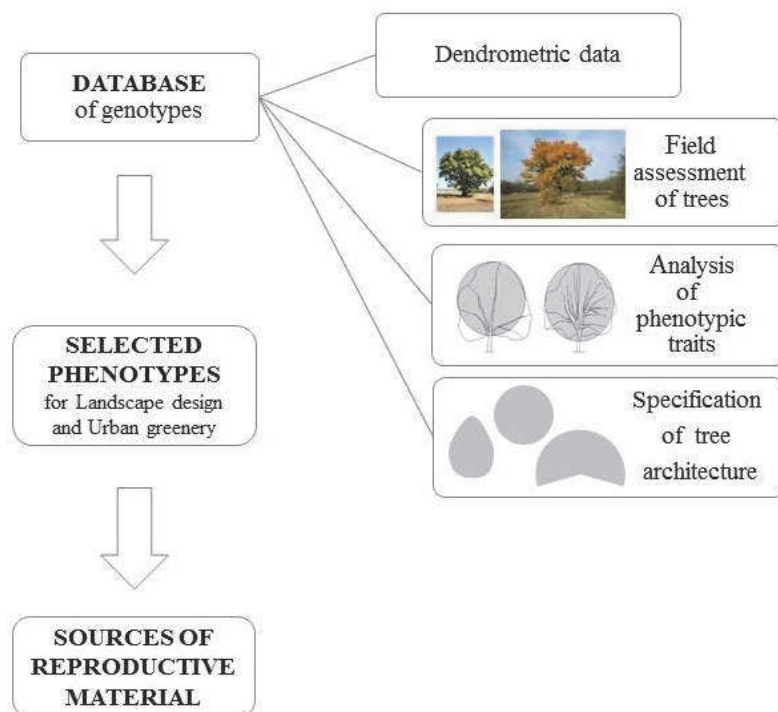 DATABASE
of genotypes
Dendrometric data
Field
assessment
of trees
Analysis
of
phenotypic
traits
SELECTED
PHENOTYPES
for Landscape design
and Urban greenery
Specification
of tree
architecture
SOURCES OF
REPRODUCTIVE
MATERIAL